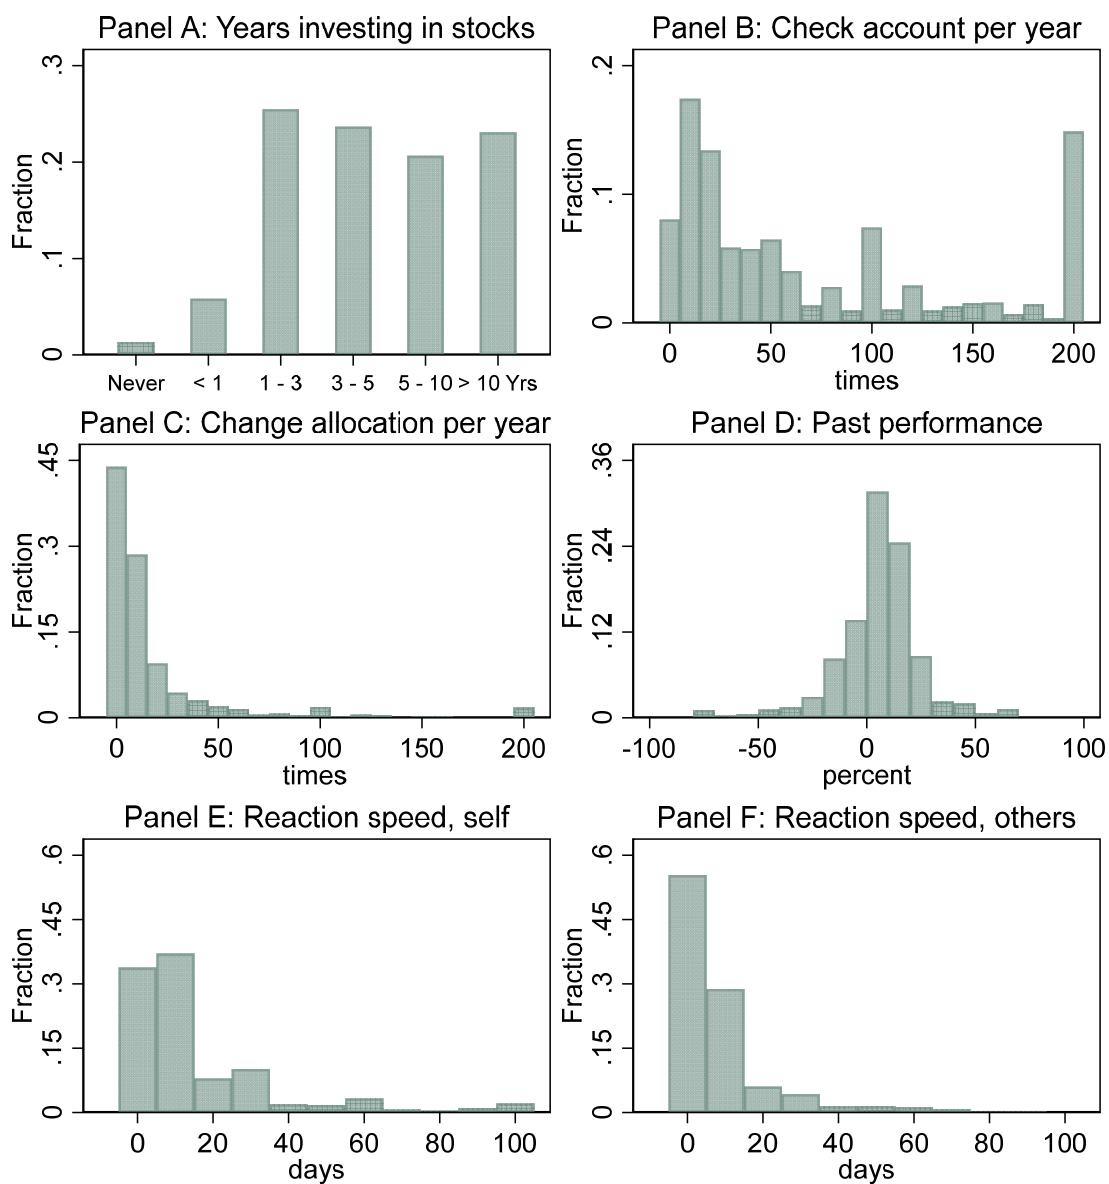 Panel A: Years investing in stocks
Fraction
.3
.2
.1
0
Never < 1 1 - 3 3 - 5 5 - 10 > 10 Yrs
Panel B: Check account per year
Fraction
.2
.1
0
0 50 100 150 200
times
Panel C: Change allocation per year
Fraction
.45
.3
.15
0
0 50 100 150 200
times
Panel D: Past performance
Fraction
.36
.24
.12
0
-100 -50 0 50 100
percent
Panel E: Reaction speed, self
Fraction
.6
.45
.3
.15
0
0 20 40 60 80 100
days
Panel F: Reaction speed, others
Fraction
.6
.45
.3
.15
0
0 20 40 60 80 100
days